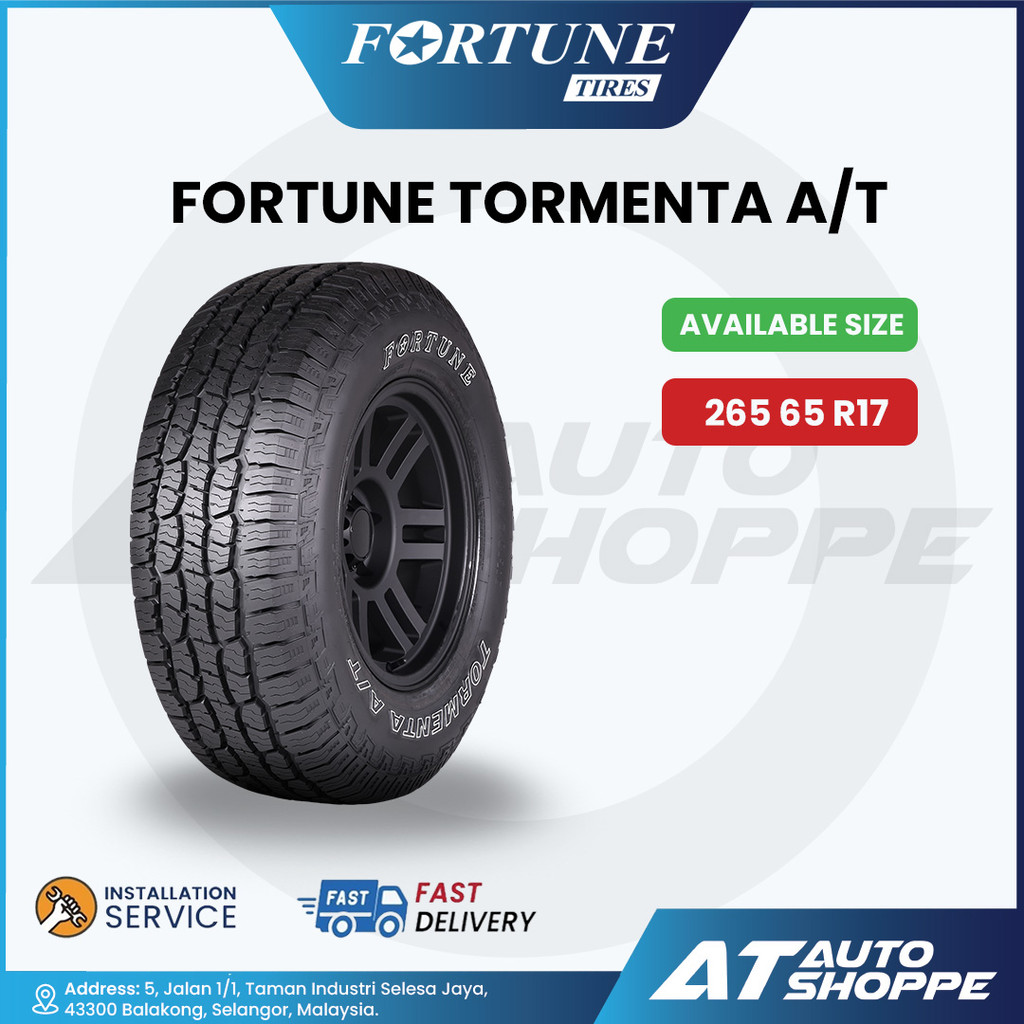 FORTUNE
TIRES
FORTUNE TORMENTA A/T
AVAILABLE SIZE
265 65 R17
FORTUNE
TORMENTA A/T
AUTO
SHOPPE
INSTALLATION
SERVICE
FAST
FAST
DELIVERY
AT AUTO
SHOPPE
Address: 5, Jalan 1/1, Taman Industri Selesa Jaya,
43300 Balakong, Selangor, Malaysia.